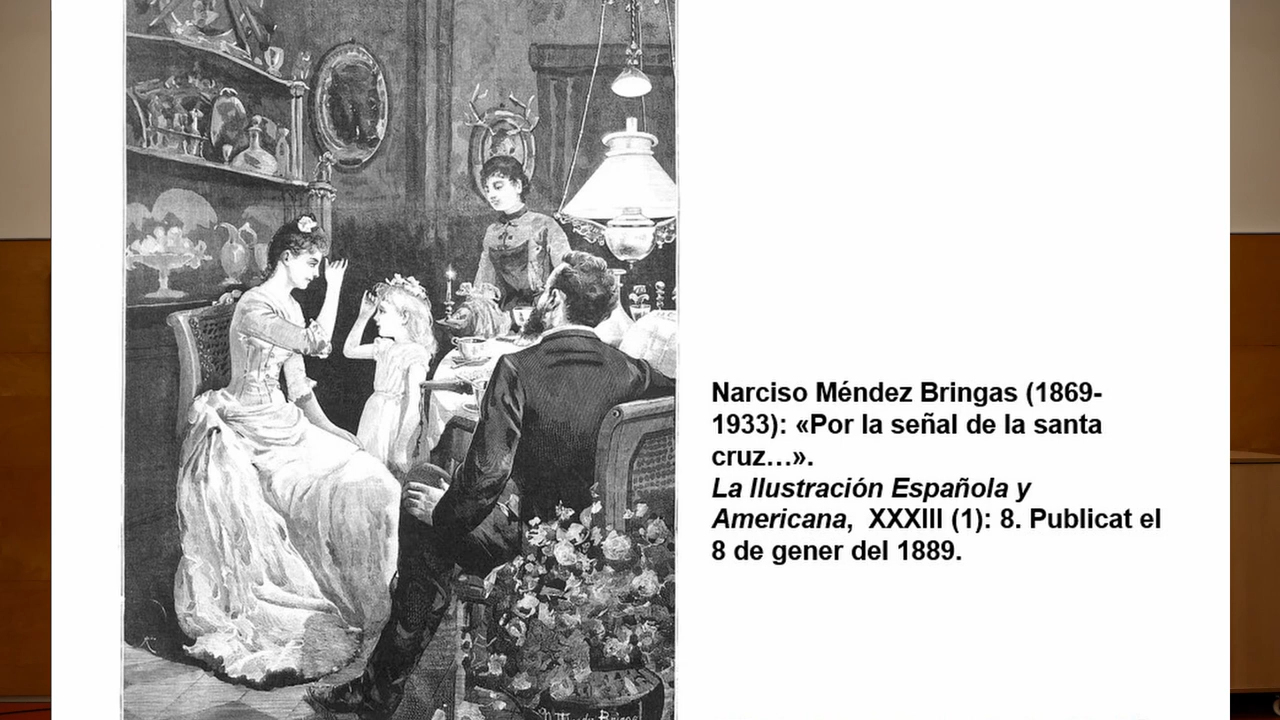 Narciso Méndez Bringas (1869-
1933): «Por la señal de la santa
cruz…».
La Ilustración Española y
Americana, XXXIII (1): 8. Publicat el
8 de gener del 1889.